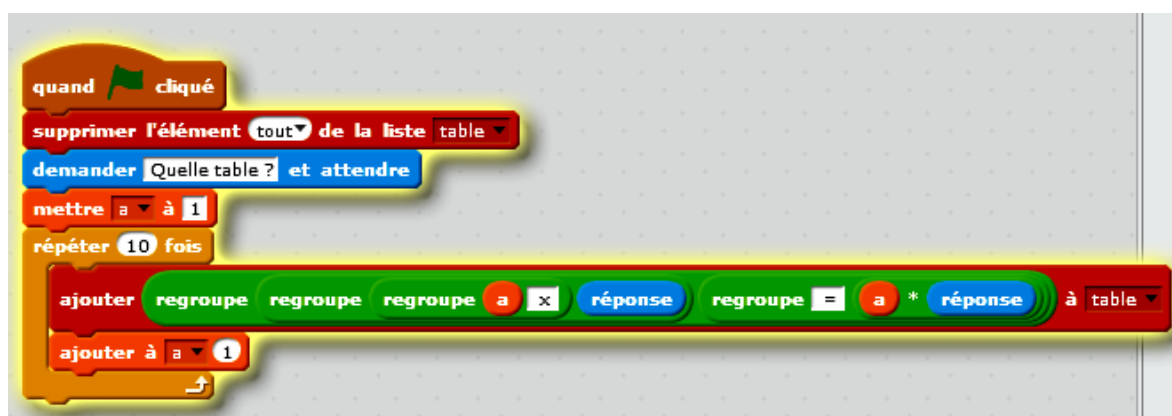 quand cliqué
supprimer l'élément tout de la liste table
demander Quelle table ? et attendre
mettre a à 1
répéter 10 fois
ajouter regroupe regroupe regroupe a x réponse regroupe = a * réponse à table
ajouter à a 1